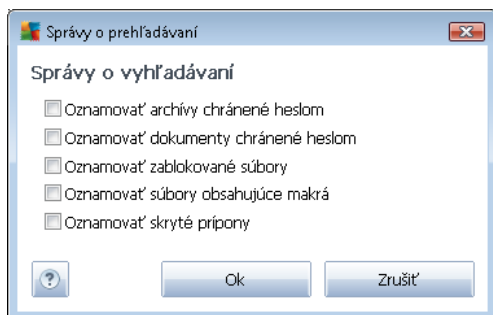 Správy o prehľadávaní
Správy o vyhľadávaní
Oznamovať archívy chránené heslom
Oznamovať dokumenty chránené heslom
Oznamovať zablokované súbory
Oznamovať súbory obsahujúce makrá
Oznamovať skryté prípony
? Ok Zrušiť